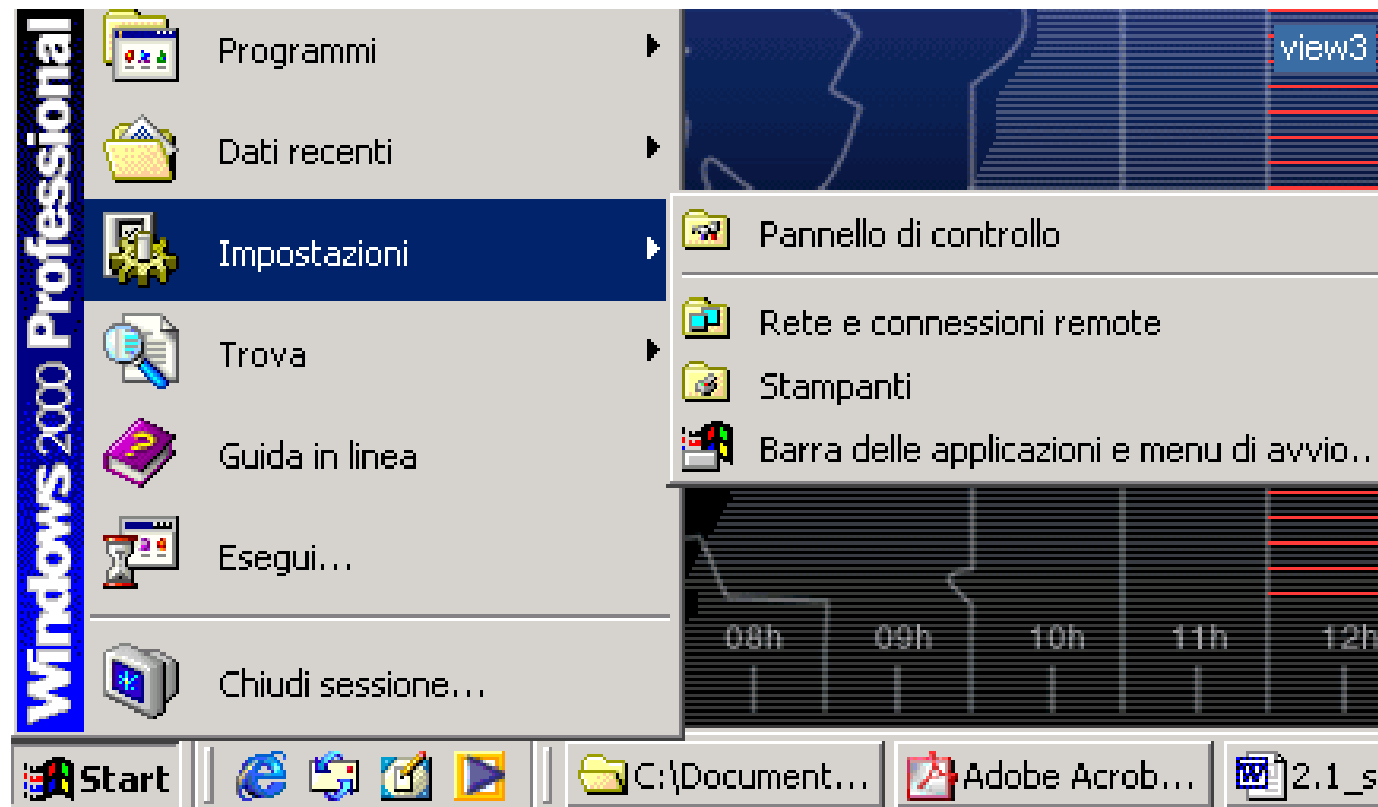 Windows 2000 Professional
Programmi
Dati recenti
Impostazioni
Trova
Guida in linea
Esegui...
Chiudi sessione...
Pannello di controllo
Rete e connessioni remote
Stampanti
Barra delle applicazioni e menu di avvio..
view3
08h 09h 10h 11h 12h
Start
C:\Document...
Adobe Acrob...
2.1_s